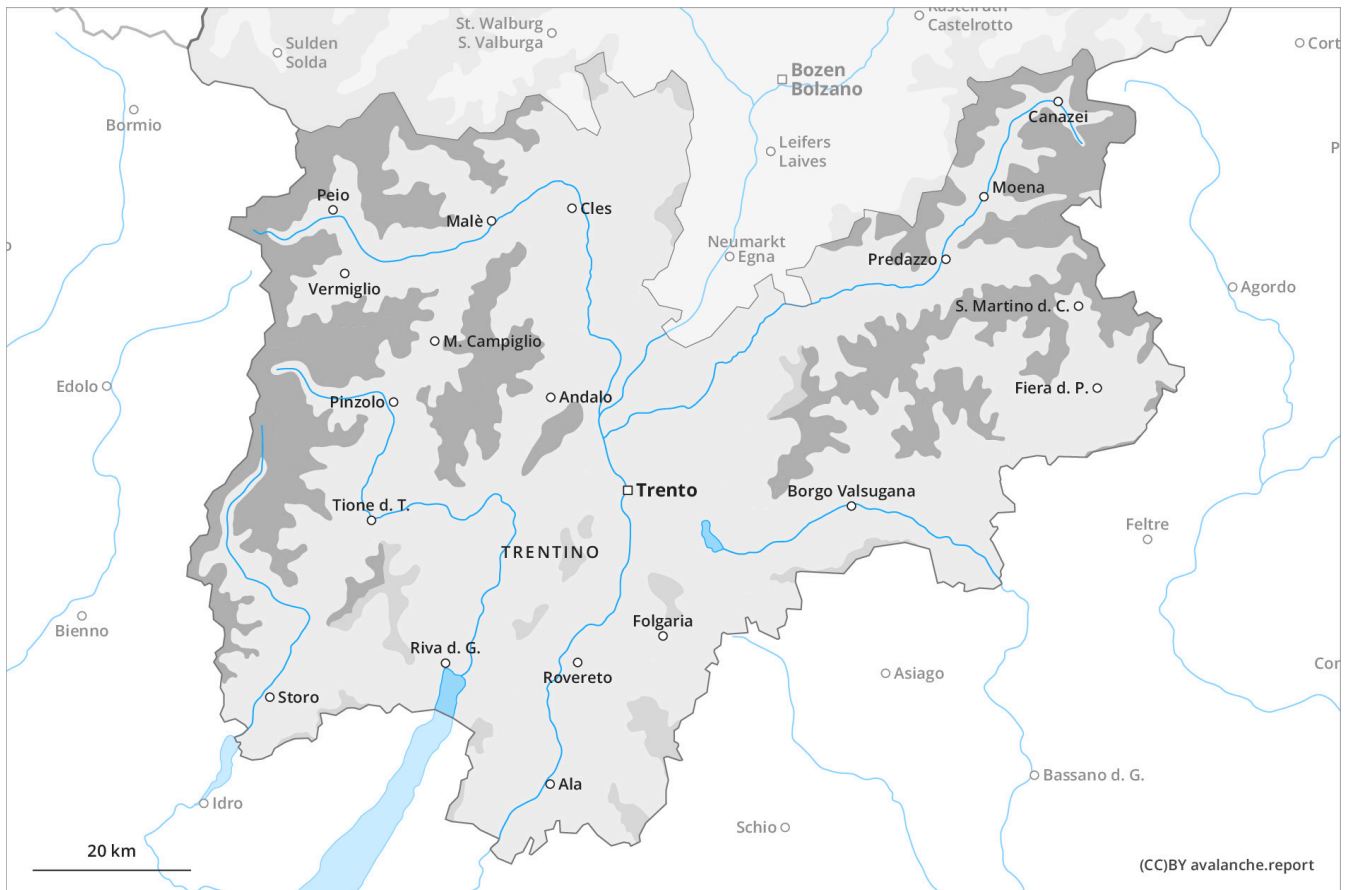 St. Walburg
S. Valburga
Kastelruth
Castelrotto
Sulden
Solda
Cort
Bozen
Bolzano
Bormio
Canazei
Leifers
Laives
P
Peio
Moena
Malè
Cles
Neumarkt
Egna
Predazzo
Vermiglio
Agordo
S. Martino d. C.
M. Campiglio
Edolo
Fiera d. P.
Pinzolo
Andalo
Trento
Borgo Valsugana
Tione d. T.
Feltre
TRENTINO
Bienno
Folgaria
Riva d. G.
Cor
Rovereto
Asiago
Storo
Ala
Bassano d. G.
Idro
Schio
20 km
(CC)BY avalanche.report